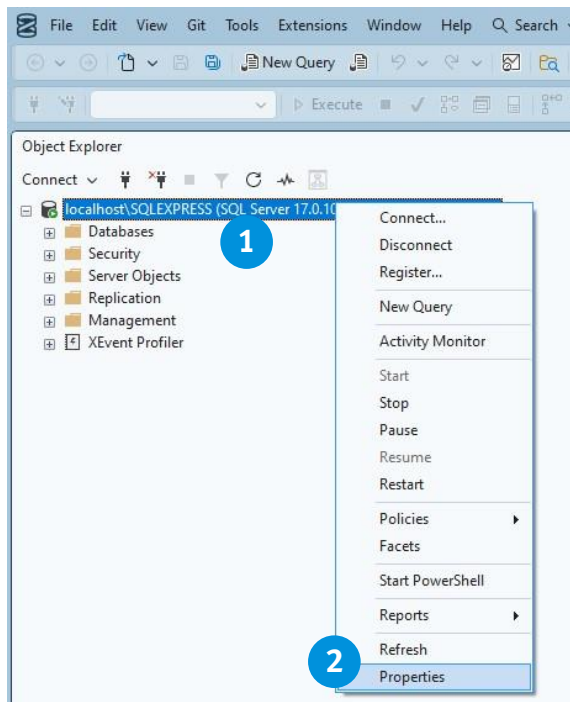 File Edit View Git Tools Extensions Window Help Search
New Query
Execute
Object Explorer
Connect
localhost\SQLEXPRESS (SQL Server 17.0.10
1
Databases
Security
Server Objects
Replication
Management
XEvent Profiler
Connect...
Disconnect
Register...
New Query
Activity Monitor
Start
Stop
Pause
Resume
Restart
Policies
Facets
Start PowerShell
Reports
Refresh
2
Properties